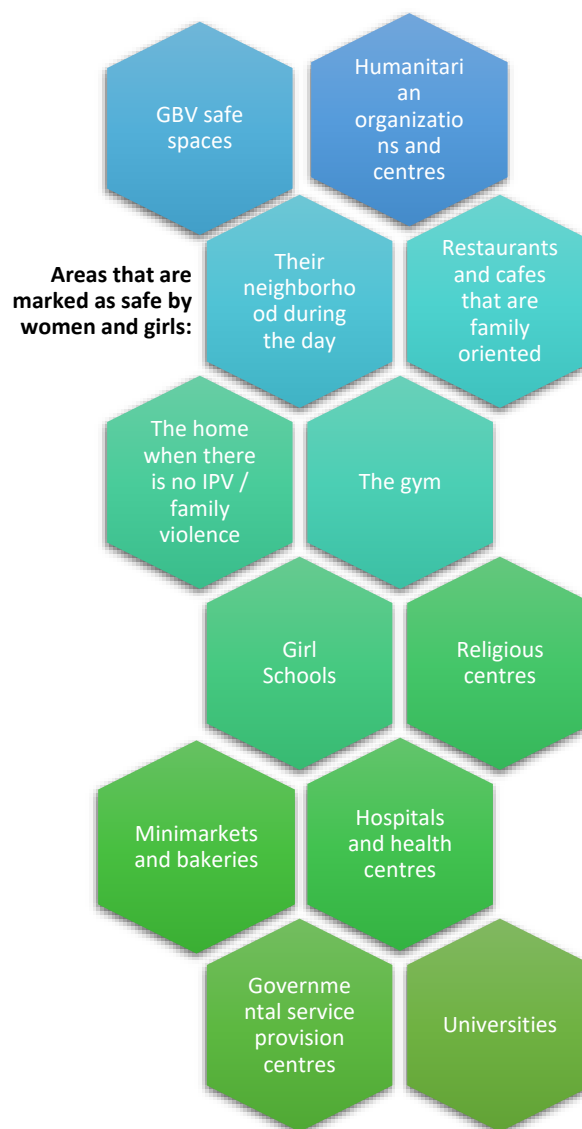 GBV safe
spaces
Humanitari
an
organizatio
ns and
centres
Areas that are
marked as safe by
women and girls:
Their
neighborho
od during
the day
Restaurants
and cafes
that are
family
oriented
The home
when there
is no IPV /
family
violence
The gym
Girl
Schools
Religious
centres
Minimarkets
and bakeries
Hospitals
and health
centres
Governme
ntal service
provision
centres
Universities